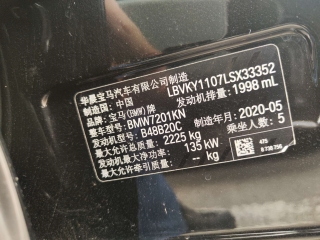 华晨宝马汽车有限公司制造
制造国：中国 LBVKY1107LSX33352
品牌：宝马(BMW)牌 发动机排量：1998 mL
整车型号：BMW7201KN
发动机型号：B48B20C 制造年月：2020-05
最大允许总质量：2225 kg 乘坐人数：5
发动机最大净功率：135 kW
最大允许牵引质量：-- kg